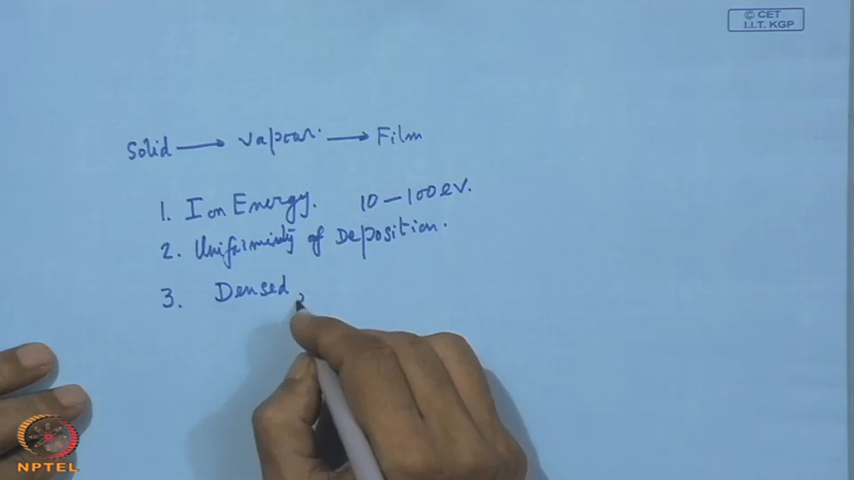 © CET
I.I.T. KGP
Solid → vapour. → Film
1. Ion Energy. 10-100 eV.
2. Uniformity of Deposition.
3. Densed
NPTEL